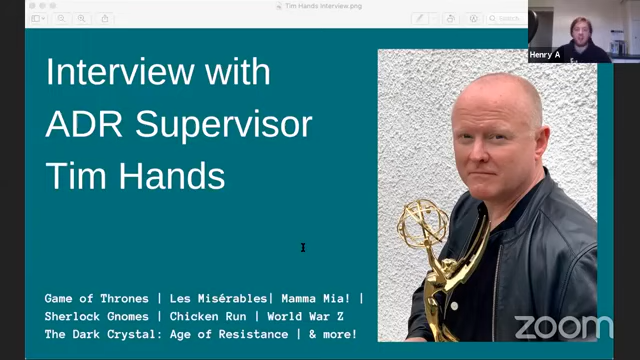 Tim Hands Interview.png
Search
Henry A
Interview with
ADR Supervisor
Tim Hands
Game of Thrones | Les Misérables| Mamma Mia! |
Sherlock Gnomes | Chicken Run | World War Z
The Dark Crystal: Age of Resistance | & more!
zoom